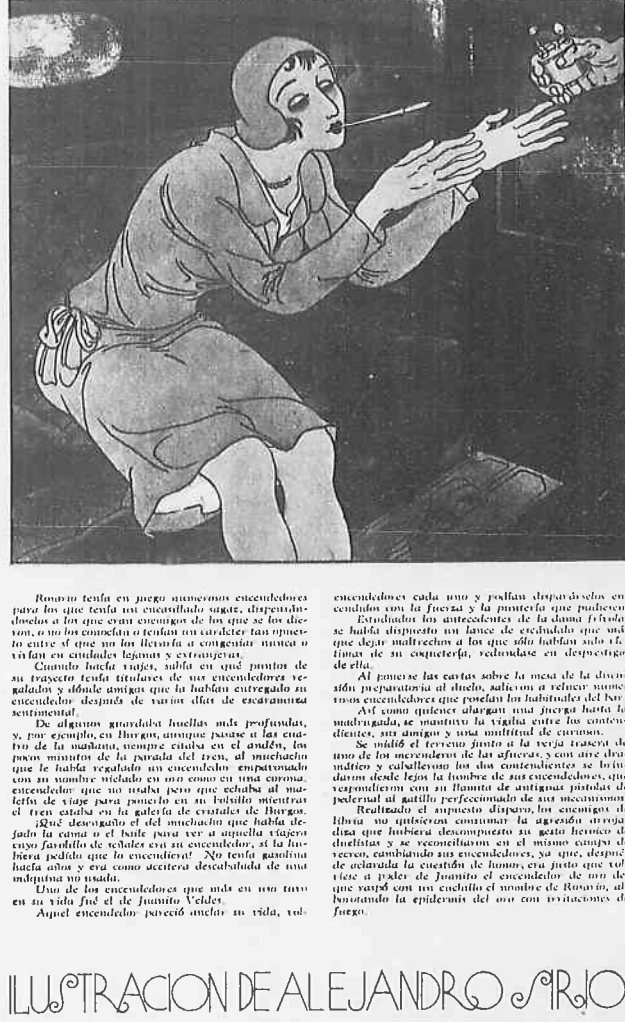 Rosario tenía en juego numerosos encendedores
para los que tenía un encasillado sagaz, dispensán-
doselos a los que eran enemigos de los que se los die-
ron, o no los conocían o tenían un carácter tan opues-
to entre sí que no los llevaría a congeniar nunca o
vivían en ciudades lejanas y extranjeras.
Cuando hacía viajes, sabía en qué puntos de
su trayecto tenía titulares de sus encendedores re-
galados y dónde amigos que la habían entregado su
encendedor después de varios días de escaramuza
sentimental.
De algunos guardaba huellas más profundas,
y, por ejemplo, en Burgos, aunque pasase a las cua-
tro de la mañana, siempre citaba en el andén, los
pocos minutos de la parada del tren, al muchacho
que le había regalado un encendedor empavonado
con su nombre nielado en oro como en una corona,
encendedor que no usaba pero que echaba al ma-
letín de viaje para ponerlo en su bolsillo mientras
el tren estaba en la galería de cristales de Burgos.
¡Qué desengaño el del muchacho que había de-
jado la cama o el baile para ver a aquella viajera
cuyo farolillo de señales era su encendedor, si la hu-
biera pedido que lo encendiera! No tenía gasolina
hacía años y era como aceitera descabalada de una
máquina no usada.
Uno de los encendedores que más en uso tuvo
en su vida fué el de Juanito Veldes.
Aquel encendedor pareció anclar su vida, vol-
encendedores cada uno y podían disparárselos en-
cendidos con la fuerza y la puntería que pudiesen
Estudiados los antecedentes de la dama frívola
se había dispuesto un lance de escándalo que má
que dejar maltrechos a los que sólo habían sido víc-
timas de su coquetería, redundase en desprestigio
de ella.
Al ponerse las cartas sobre la mesa de la discu-
sión preparatoria al duelo, salieron a relucir nume-
rosos encendedores que poseían los habituales del bar.
Así como quienes alargan una juerga hasta la
madrugada, se mantuvo la vigilia entre los conten-
dientes, sus amigos y una multitud de curiosos.
Se midió el terreno junto a la verja trasera de
uno de los merenderos de las afueras, y con aire dra-
mático y caballeroso los dos contendientes se brin-
daron desde lejos la lumbre de sus encendedores, que
respondieron con su llamita de antiguas pistolas de
pedernal al gatillo perfeccionado de sus mecanismos
Realizado el supuesto disparo, los enemigos de
libria no quisieron consumar la agresión arroja
diza que hubiera descompuesto su gesto heroico de
duelistas y se reconciliaron en el mismo campo de
recreo, cambiando sus encendedores, ya que, despué
de aclarada la cuestión de honor, era justo que vol
viese a poder de Juanito el encendedor de oro de
que raspó con un cuchillo el nombre de Rosario, al
borotando la epidermis del oro con irritaciones de
fuego.
ILUSTRACION DE ALEJANDRO SIRIO